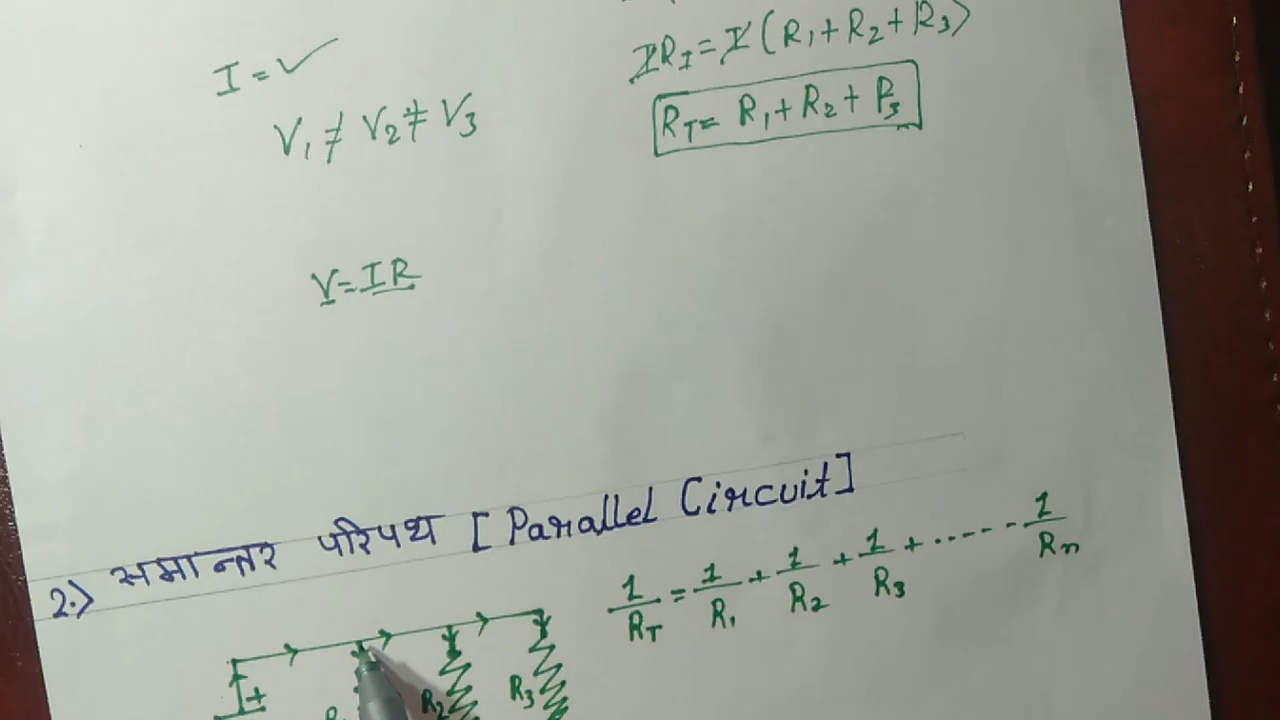 I = ✓
V₁ ≠ V₂ ≠ V₃
IR_I = I (R₁ + R₂ + R₃)
R_T = R₁ + R₂ + R₃
V = IR
2.> समान्तर परिपथ [Parallel Circuit]
1/R_T = 1/R₁ + 1/R₂ + 1/R₃ + ------ 1/Rn
+
R₂
R₃